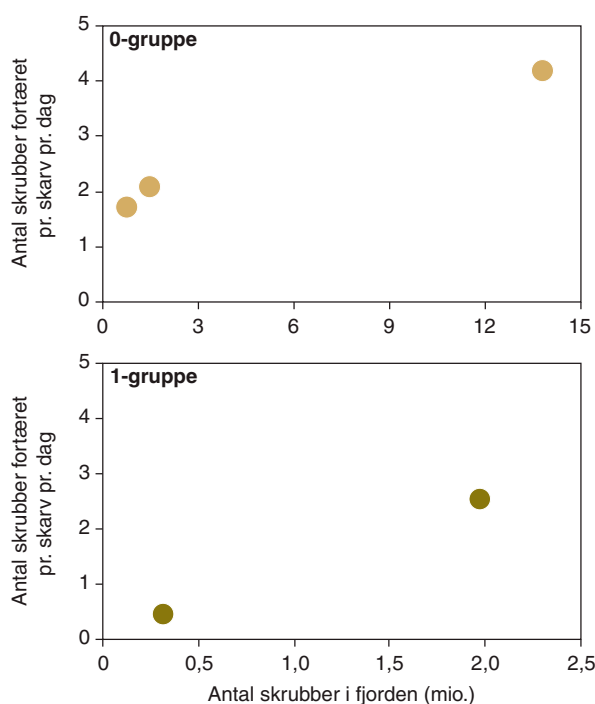 0-gruppe
Antal skrubber fortæret
pr. skarv pr. dag
5
4
3
2
1
0
0 3 6 9 12 15
1-gruppe
Antal skrubber fortæret
pr. skarv pr. dag
5
4
3
2
1
0
0 0,5 1,0 1,5 2,0 2,5
Antal skrubber i fjorden (mio.)